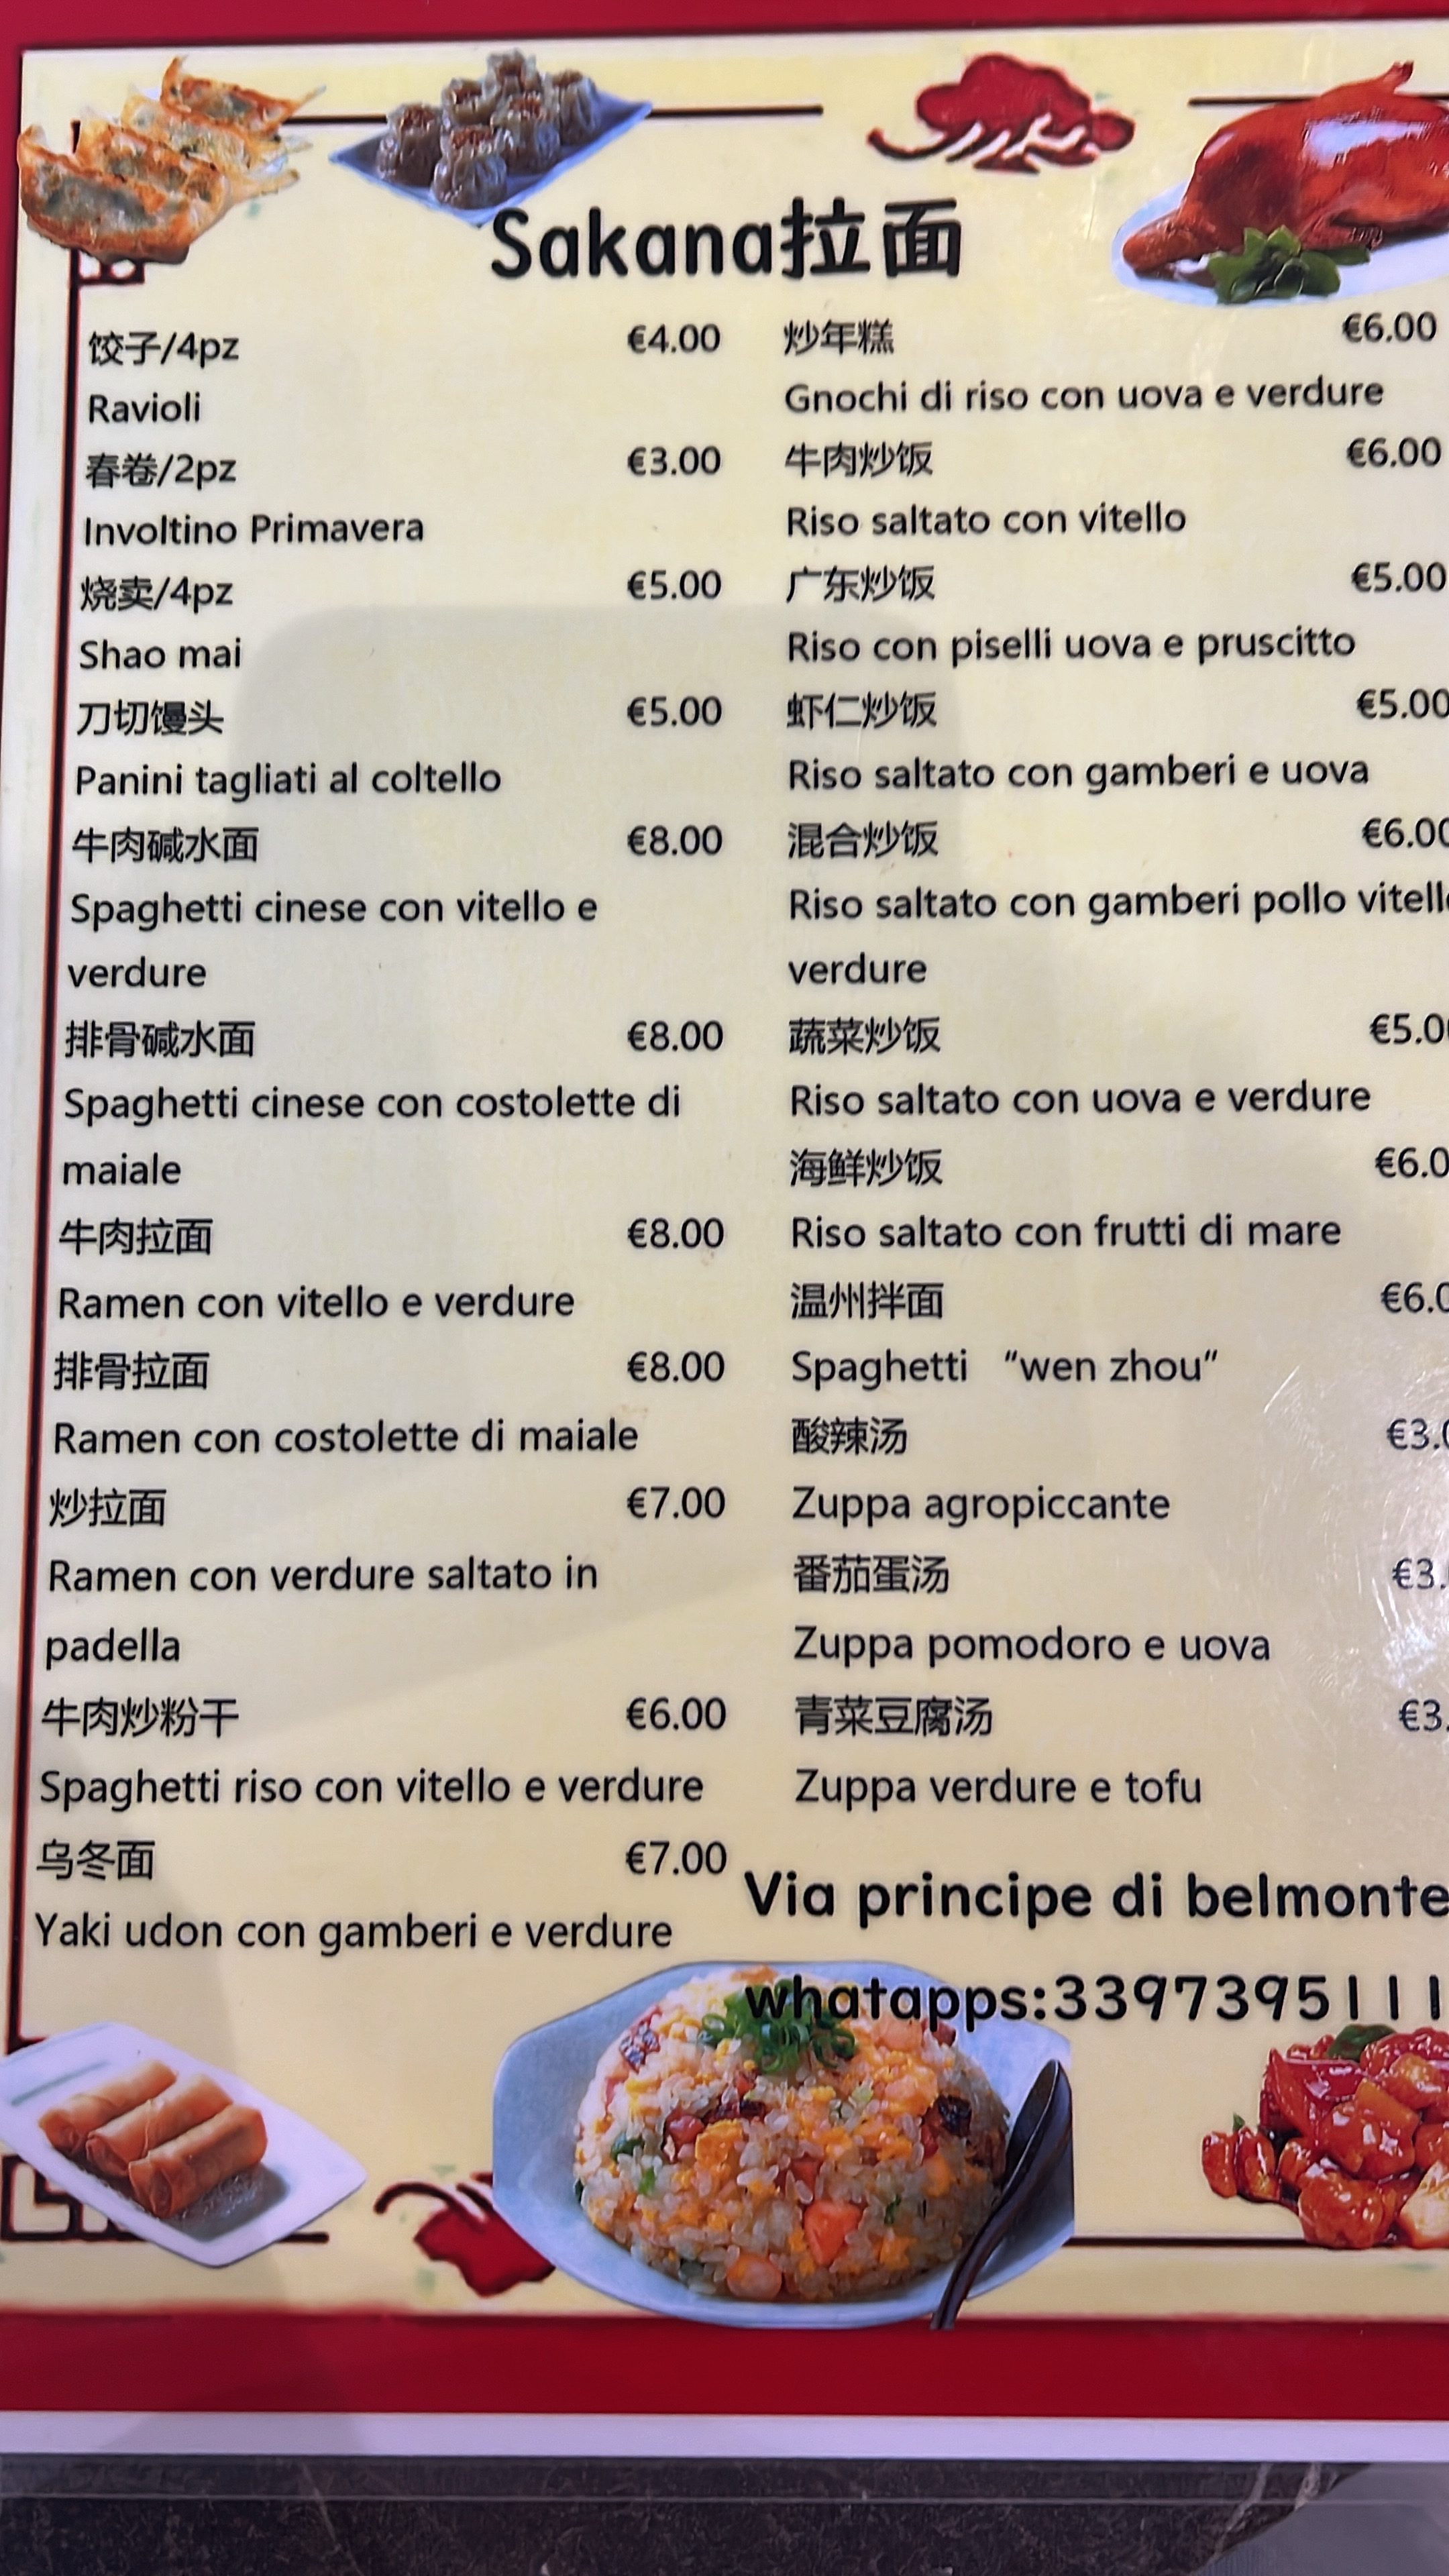 Sakana拉面
饺子/4pz €4.00
Ravioli
春卷/2pz €3.00
Involtino Primavera
烧卖/4pz €5.00
Shao mai
刀切馒头 €5.00
Panini tagliati al coltello
牛肉碱水面 €8.00
Spaghetti cinese con vitello e
verdure
排骨碱水面 €8.00
Spaghetti cinese con costolette di
maiale
牛肉拉面 €8.00
Ramen con vitello e verdure
排骨拉面 €8.00
Ramen con costolette di maiale
炒拉面 €7.00
Ramen con verdure saltato in
padella
牛肉炒粉干 €6.00
Spaghetti riso con vitello e verdure
乌冬面 €7.00
Yaki udon con gamberi e verdure
炒年糕 €6.00
Gnochi di riso con uova e verdure
牛肉炒饭 €6.00
Riso saltato con vitello
广东炒饭 €5.00
Riso con piselli uova e pruscitto
虾仁炒饭 €5.00
Riso saltato con gamberi e uova
混合炒饭 €6.00
Riso saltato con gamberi pollo
verdure
蔬菜炒饭
Riso saltato con uova e verdure
海鲜炒饭
Riso saltato con frutti di mare
温州拌面
Spaghetti “wen zhou”
酸辣汤
Zuppa agropiccante
番茄蛋汤
Zuppa pomodoro e uova
青菜豆腐汤
Zuppa verdure e tofu
Via principe di belmonte
whatapps:3397395111